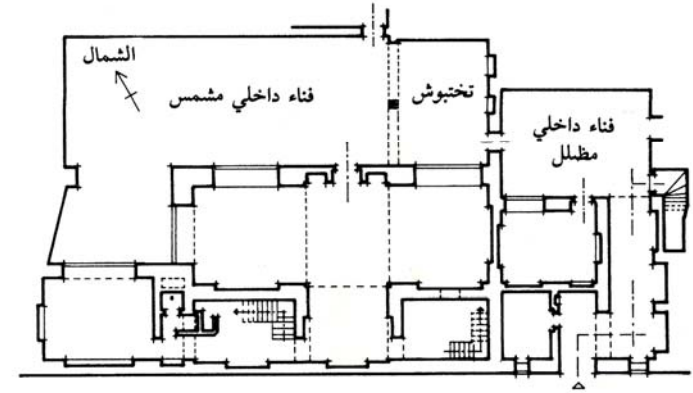 الشمال
فناء داخلي مشمس
تختبوش
فناء داخلي
مظلل